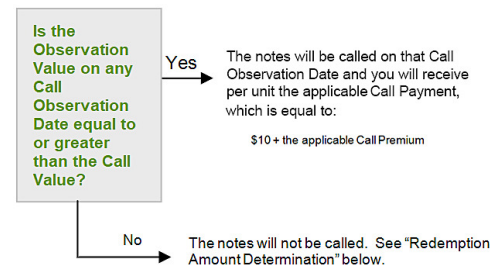 Is the
Observation
Value on any
Call
Observation
Date equal to
or greater
than the Call
Value?
Yes
The notes will be called on that Call
Observation Date and you will receive
per unit the applicable Call Payment,
which is equal to:
$10 + the applicable Call Premium
No
The notes will not be called. See “Redemption
Amount Determination” below.